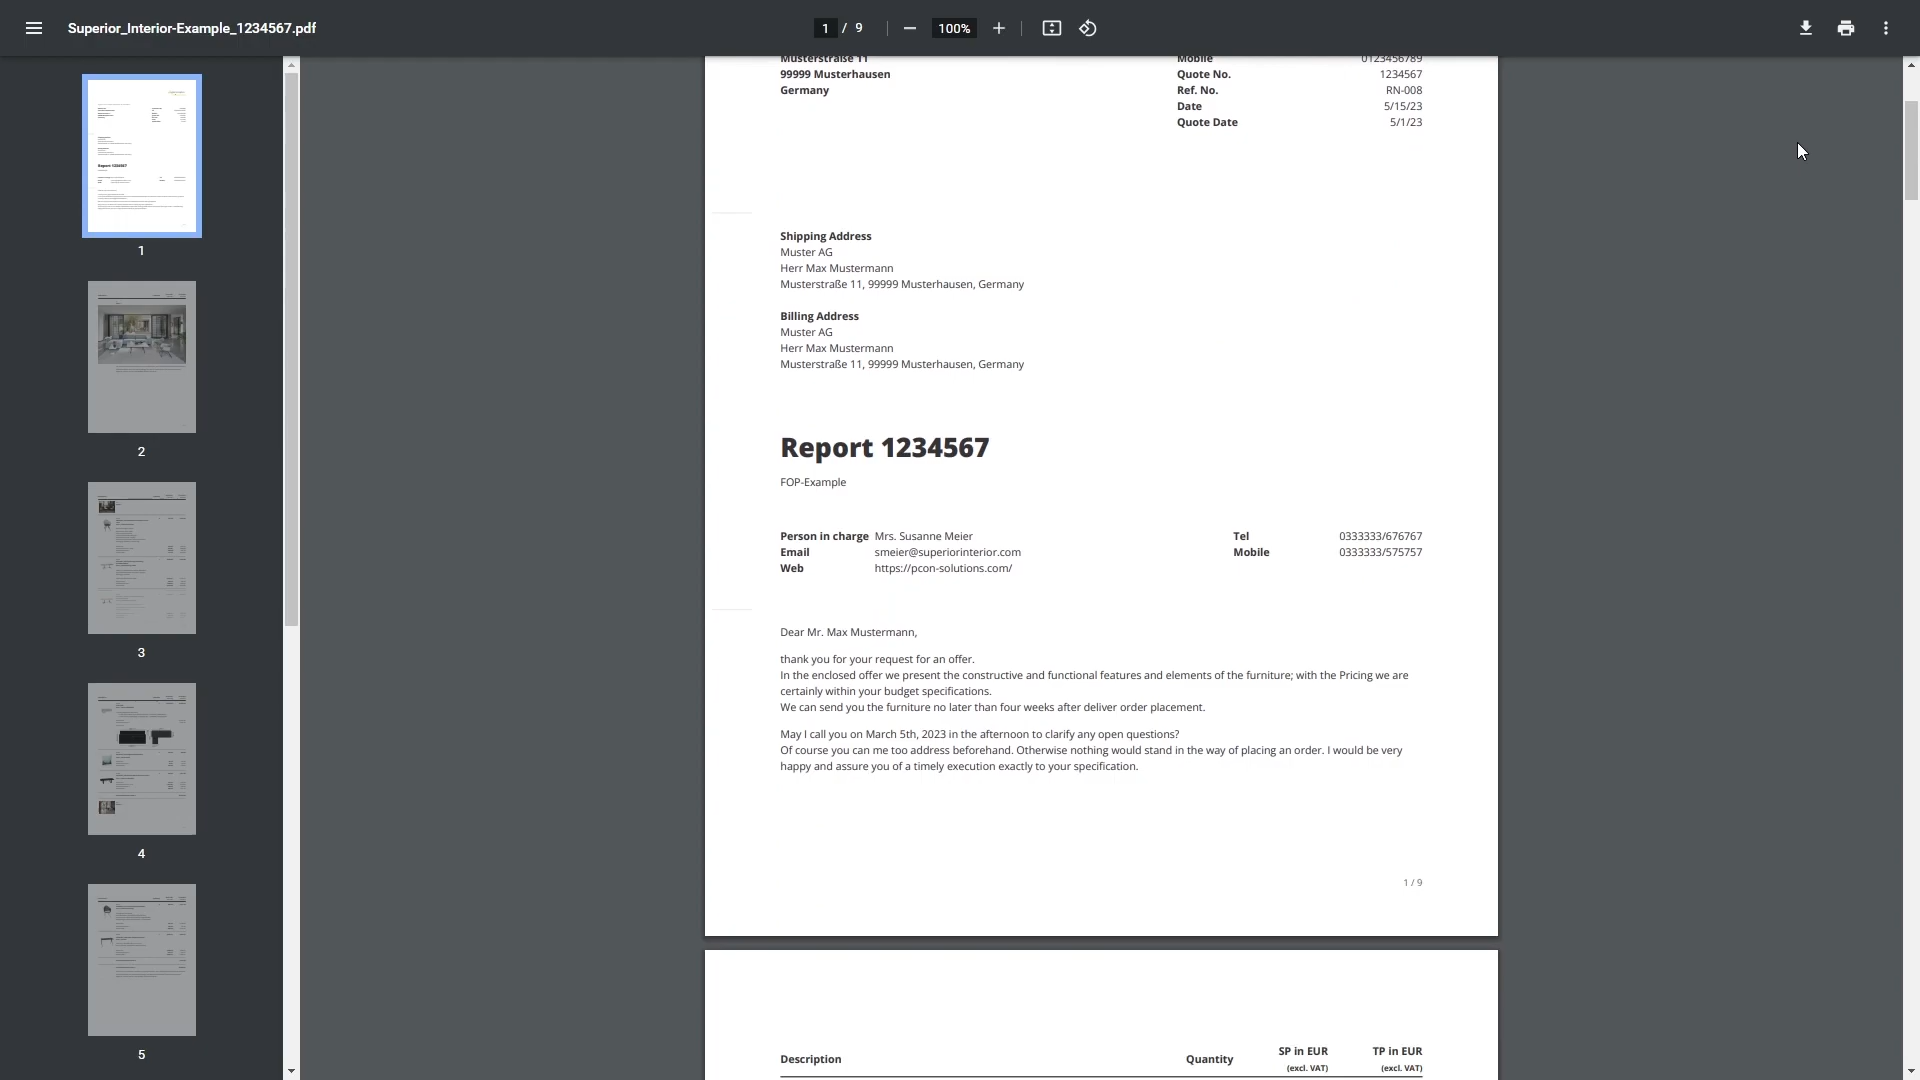 Superior_Interior-Example_1234567.pdf
1 / 9
100%
Musterstraße 11
99999 Musterhausen
Germany
Mobile 0123456789
Quote No. 1234567
Ref. No. RN-008
Date 5/15/23
Quote Date 5/1/23
Shipping Address
Muster AG
Herr Max Mustermann
Musterstraße 11, 99999 Musterhausen, Germany
Billing Address
Muster AG
Herr Max Mustermann
Musterstraße 11, 99999 Musterhausen, Germany
Report 1234567
FOP-Example
Person in charge Mrs. Susanne Meier
Email smeier@superiorinterior.com
Web https://pcon-solutions.com/
Tel 0333333/676767
Mobile 0333333/575757
Dear Mr. Max Mustermann,
thank you for your request for an offer.
In the enclosed offer we present the constructive and functional features and elements of the furniture; with the Pricing we are
certainly within your budget specifications.
We can send you the furniture no later than four weeks after deliver order placement.
May I call you on March 5th, 2023 in the afternoon to clarify any open questions?
Of course you can me too address beforehand. Otherwise nothing would stand in the way of placing an order. I would be very
happy and assure you of a timely execution exactly to your specification.
1 / 9
Description Quantity SP in EUR TP in EUR
(excl. VAT) (excl. VAT)
Report 1234567
1
2
3
4
5